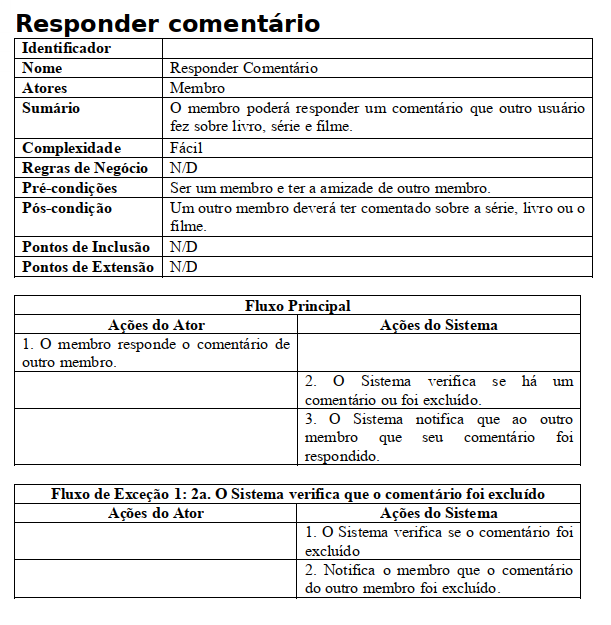 Responder comentário
Identificador
Nome Responder Comentário
Atores Membro
Sumário O membro poderá responder um comentário que outro usuário
fez sobre livro, série e filme.
Complexidade Fácil
Regras de Negócio N/D
Pré-condições Ser um membro e ter a amizade de outro membro.
Pós-condição Um outro membro deverá ter comentado sobre a série, livro ou o
filme.
Pontos de Inclusão N/D
Pontos de Extensão N/D
Fluxo Principal
Ações do Ator Ações do Sistema
1. O membro responde o comentário de
outro membro.
2. O Sistema verifica se há um
comentário ou foi excluído.
3. O Sistema notifica que ao outro
membro que seu comentário foi
respondido.
Fluxo de Exceção 1: 2a. O Sistema verifica que o comentário foi excluído
Ações do Ator Ações do Sistema
1. O Sistema verifica se o comentário foi
excluído
2. Notifica o membro que o comentário
do outro membro foi excluído.